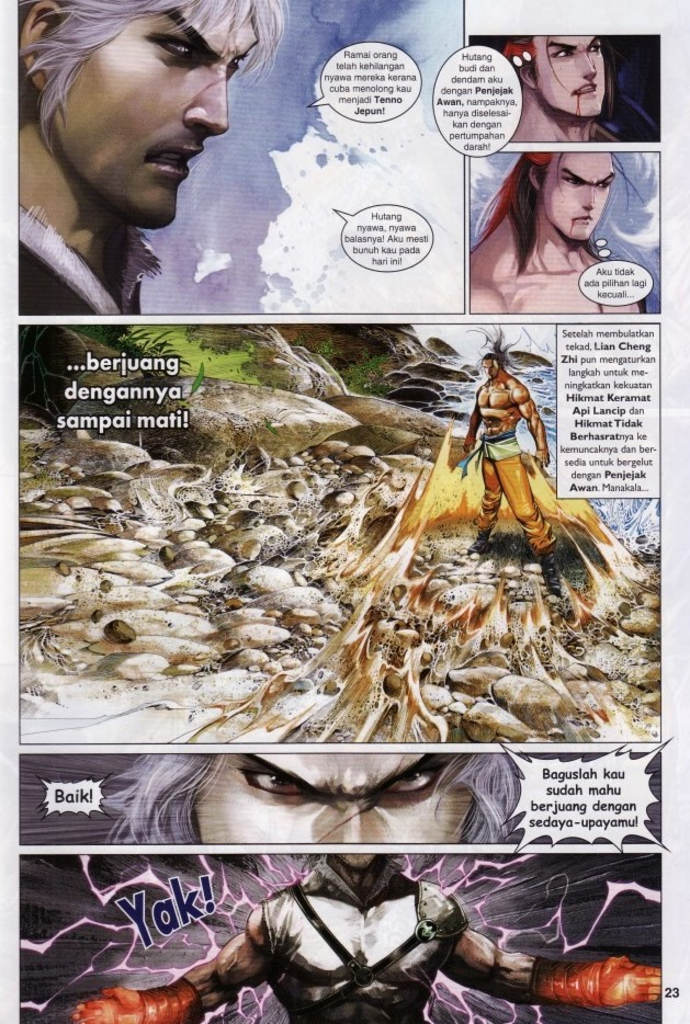 Ramai orang
telah kehilangan
nyawa mereka kerana
cuba menolong kau
menjadi Tenno
Jepun!
Hutang
nyawa, nyawa
balasnya! Aku mesti
bunuh kau pada
hari ini!
Hutang
budi dan
dendam aku
dengan Penjejak
Awan, nampaknya,
hanya diselesai-
kan dengan
pertumpahan
darah!
Aku tidak
ada pilihan lagi
kecuali...
...berjuang
dengannya
sampai mati!
Setelah membulatkan
tekad, Lian Cheng
Zhi pun mengaturkan
langkah untuk me-
ningkatkan kekuatan
Hikmat Keramat
Api Lancip dan
Hikmat Tidak
Berhasratnya ke
kemuncaknya dan ber-
sedia untuk bergelut
dengan Penjejak
Awan. Manakala...
Baik!
Baguslah kau
sudah mahu
berjuang dengan
sedaya-upayamu!
Yak!
23